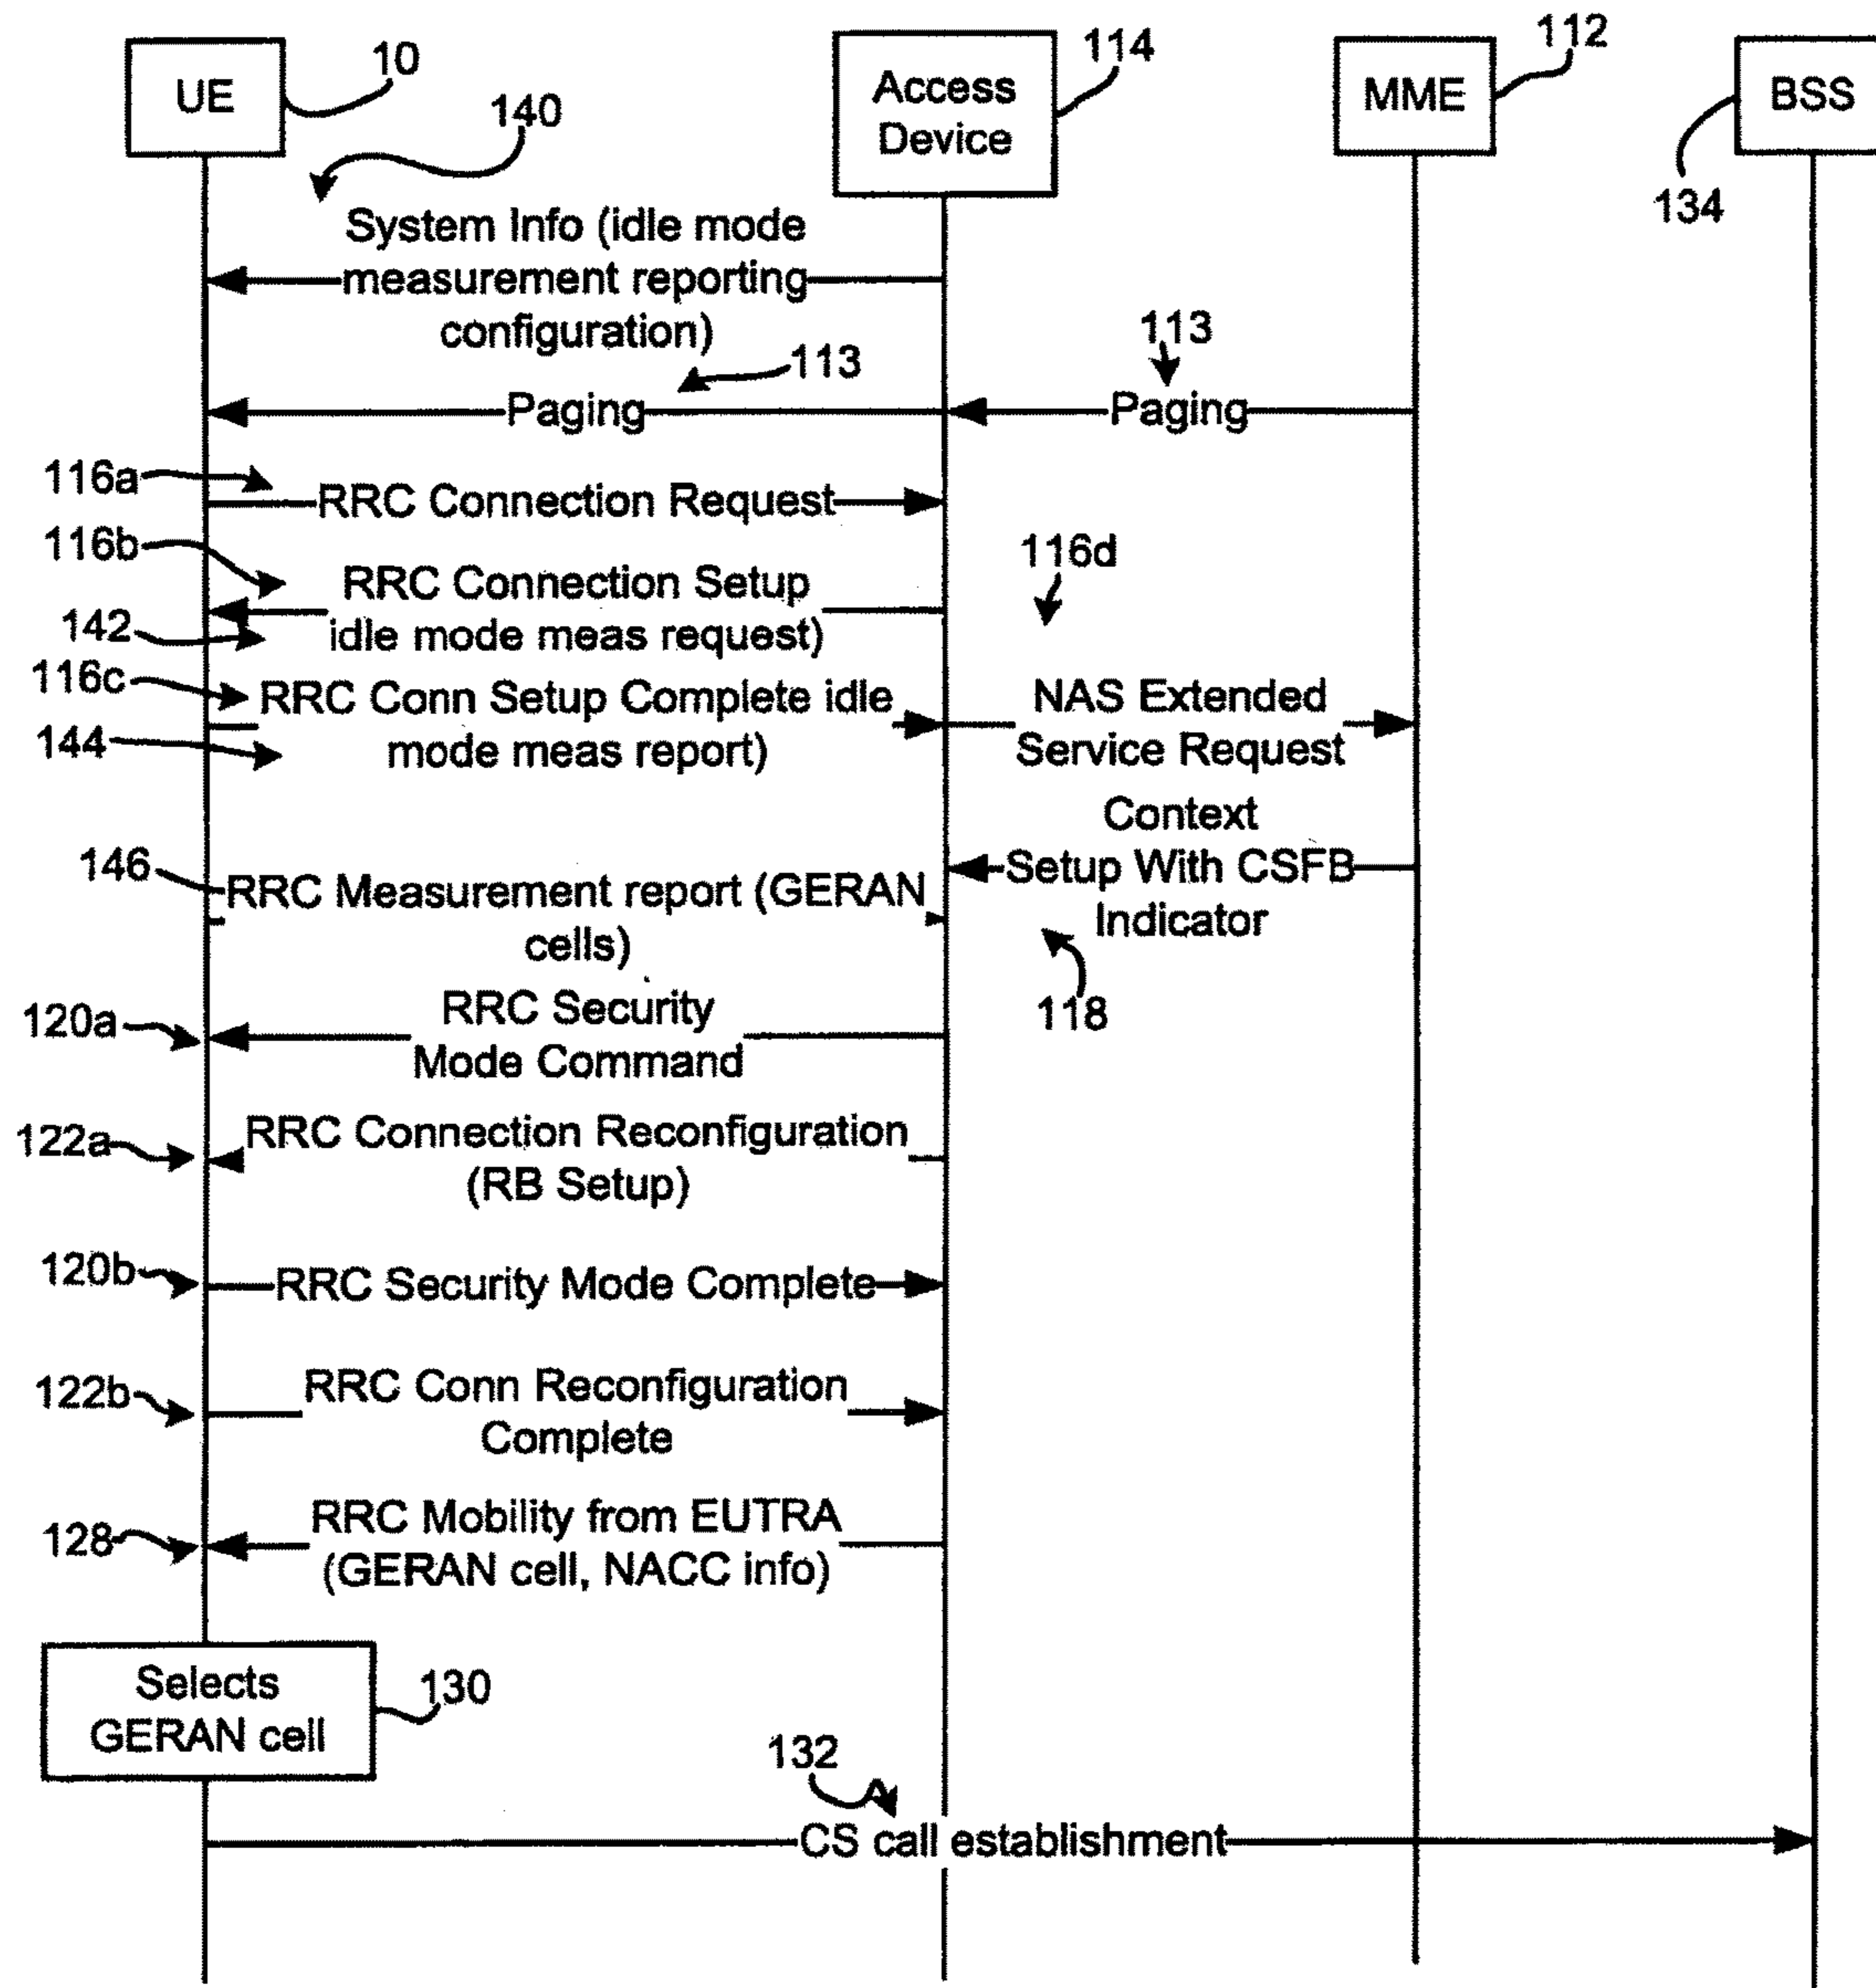 UE
10
Access
Device
114
MME
112
BSS
134
140
System Info (idle mode
measurement reporting
configuration)
113
113
Paging
Paging
116a
RRC Connection Request
116b
RRC Connection Setup
idle mode meas request)
142
116d
116c
RRC Conn Setup Complete idle
mode meas report)
144
NAS Extended
Service Request
Context
Setup With CSFB
Indicator
118
146
RRC Measurement report (GERAN
cells)
120a
RRC Security
Mode Command
122a
RRC Connection Reconfiguration
(RB Setup)
120b
RRC Security Mode Complete
122b
RRC Conn Reconfiguration
Complete
128
RRC Mobility from EUTRA
(GERAN cell, NACC info)
Selects
GERAN cell
130
132
CS call establishment